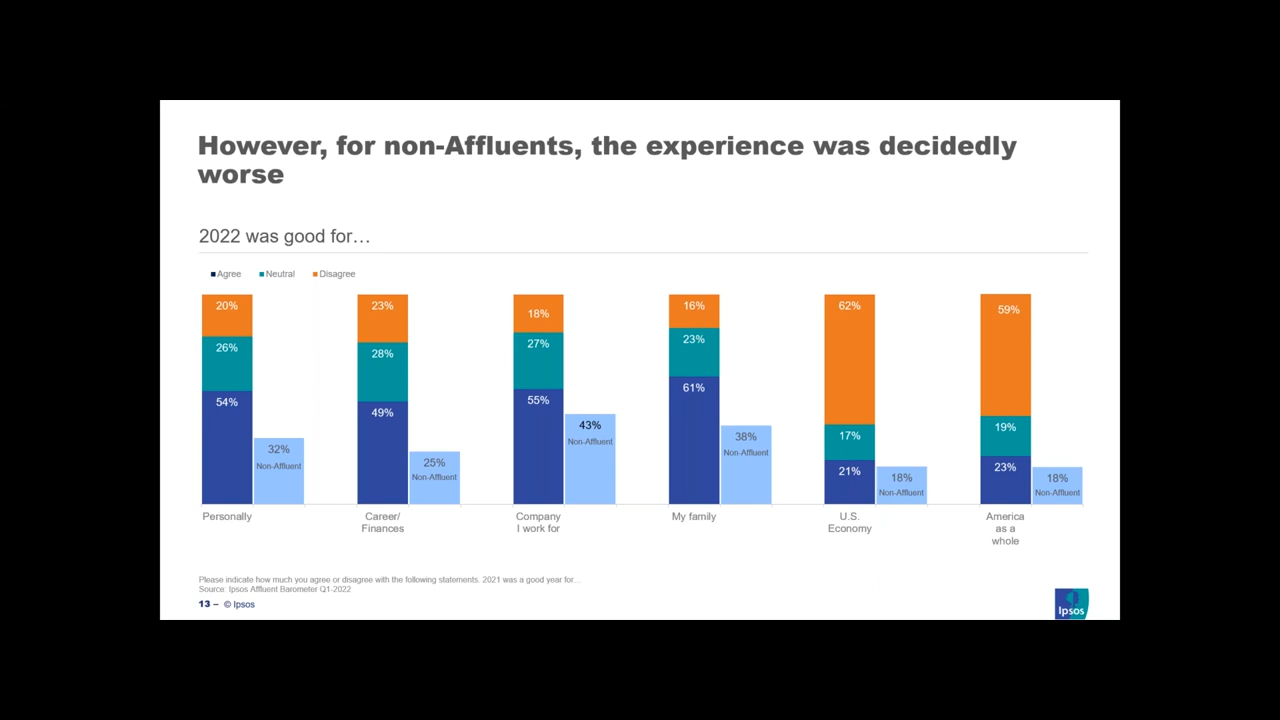 However, for non-Affluents, the experience was decidedly
worse
2022 was good for…
Agree Neutral Disagree
20%
26%
54%
32%
Non-Affluent
23%
28%
49%
25%
Non-Affluent
18%
27%
55%
43%
Non-Affluent
16%
23%
61%
38%
Non-Affluent
62%
17%
21%
18%
Non-Affluent
59%
19%
23%
18%
Non-Affluent
Personally
Career/
Finances
Company
I work for
My family
U.S.
Economy
America
as a
whole
Please indicate how much you agree or disagree with the following statements. 2021 was a good year for…
Source: Ipsos Affluent Barometer Q1-2022
13 – © Ipsos
Ipsos